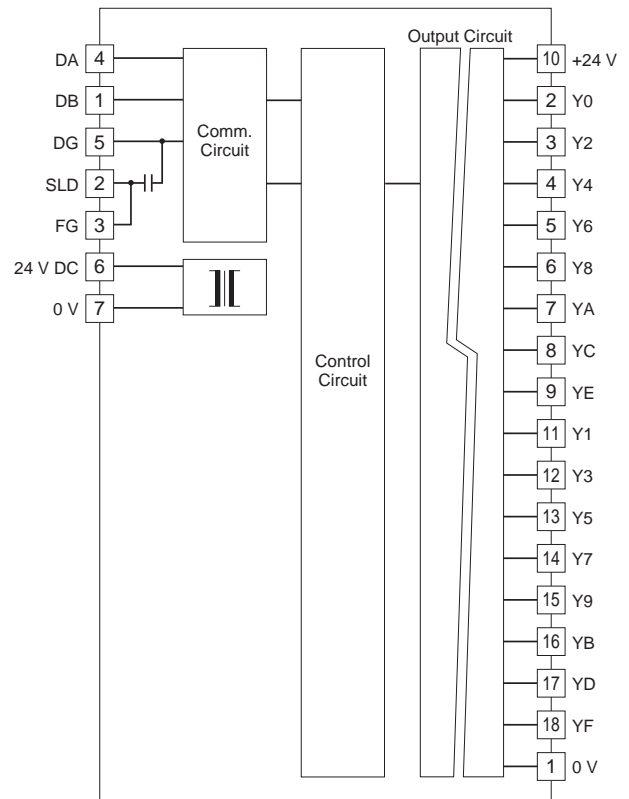 Output Circuit
DA 4
DB 1
DG 5
SLD 2
FG 3
24 V DC 6
0 V 7
Comm.
Circuit
Control
Circuit
10 +24 V
2 Y0
3 Y2
4 Y4
5 Y6
6 Y8
7 YA
8 YC
9 YE
11 Y1
12 Y3
13 Y5
14 Y7
15 Y9
16 YB
17 YD
18 YF
1 0 V